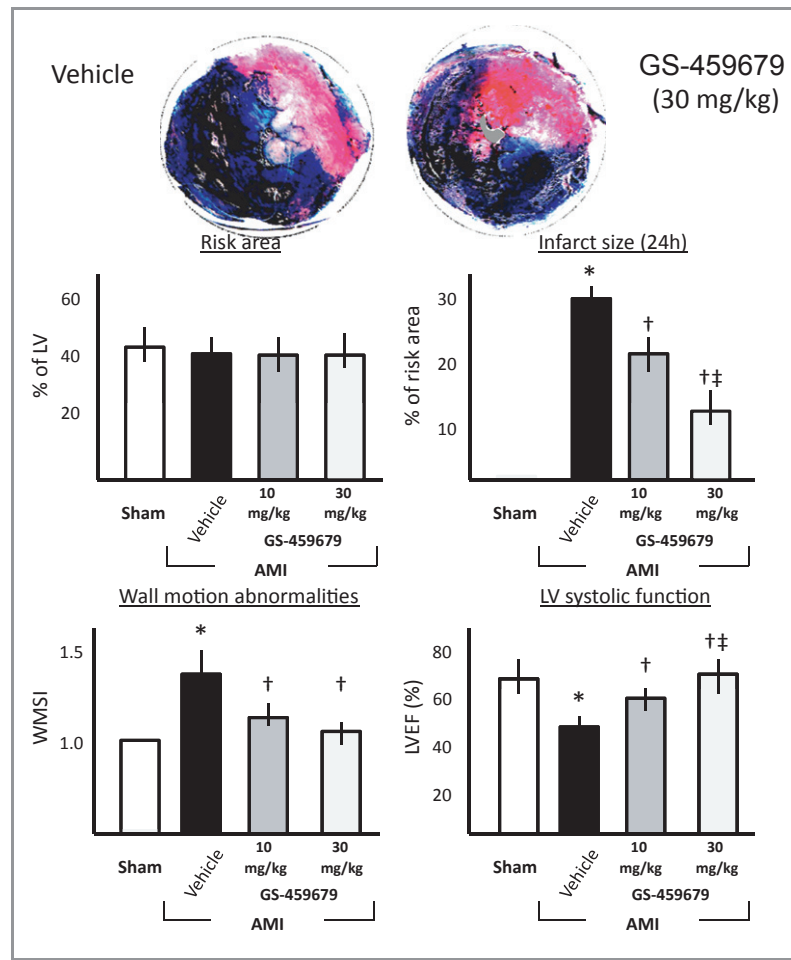 Vehicle
GS-459679
(30 mg/kg)
Risk area
% of LV
60
40
20
Sham
Vehicle
10
mg/kg
30
mg/kg
GS-459679
AMI
Infarct size (24h)
% of risk area
30
20
10
*
†
†‡
Sham
Vehicle
10
mg/kg
30
mg/kg
GS-459679
AMI
Wall motion abnormalities
WMSI
1.5
1.0
*
†
†
Sham
Vehicle
10
mg/kg
30
mg/kg
GS-459679
AMI
LV systolic function
LVEF (%)
80
60
40
20
*
†
†‡
Sham
Vehicle
10
mg/kg
30
mg/kg
GS-459679
AMI